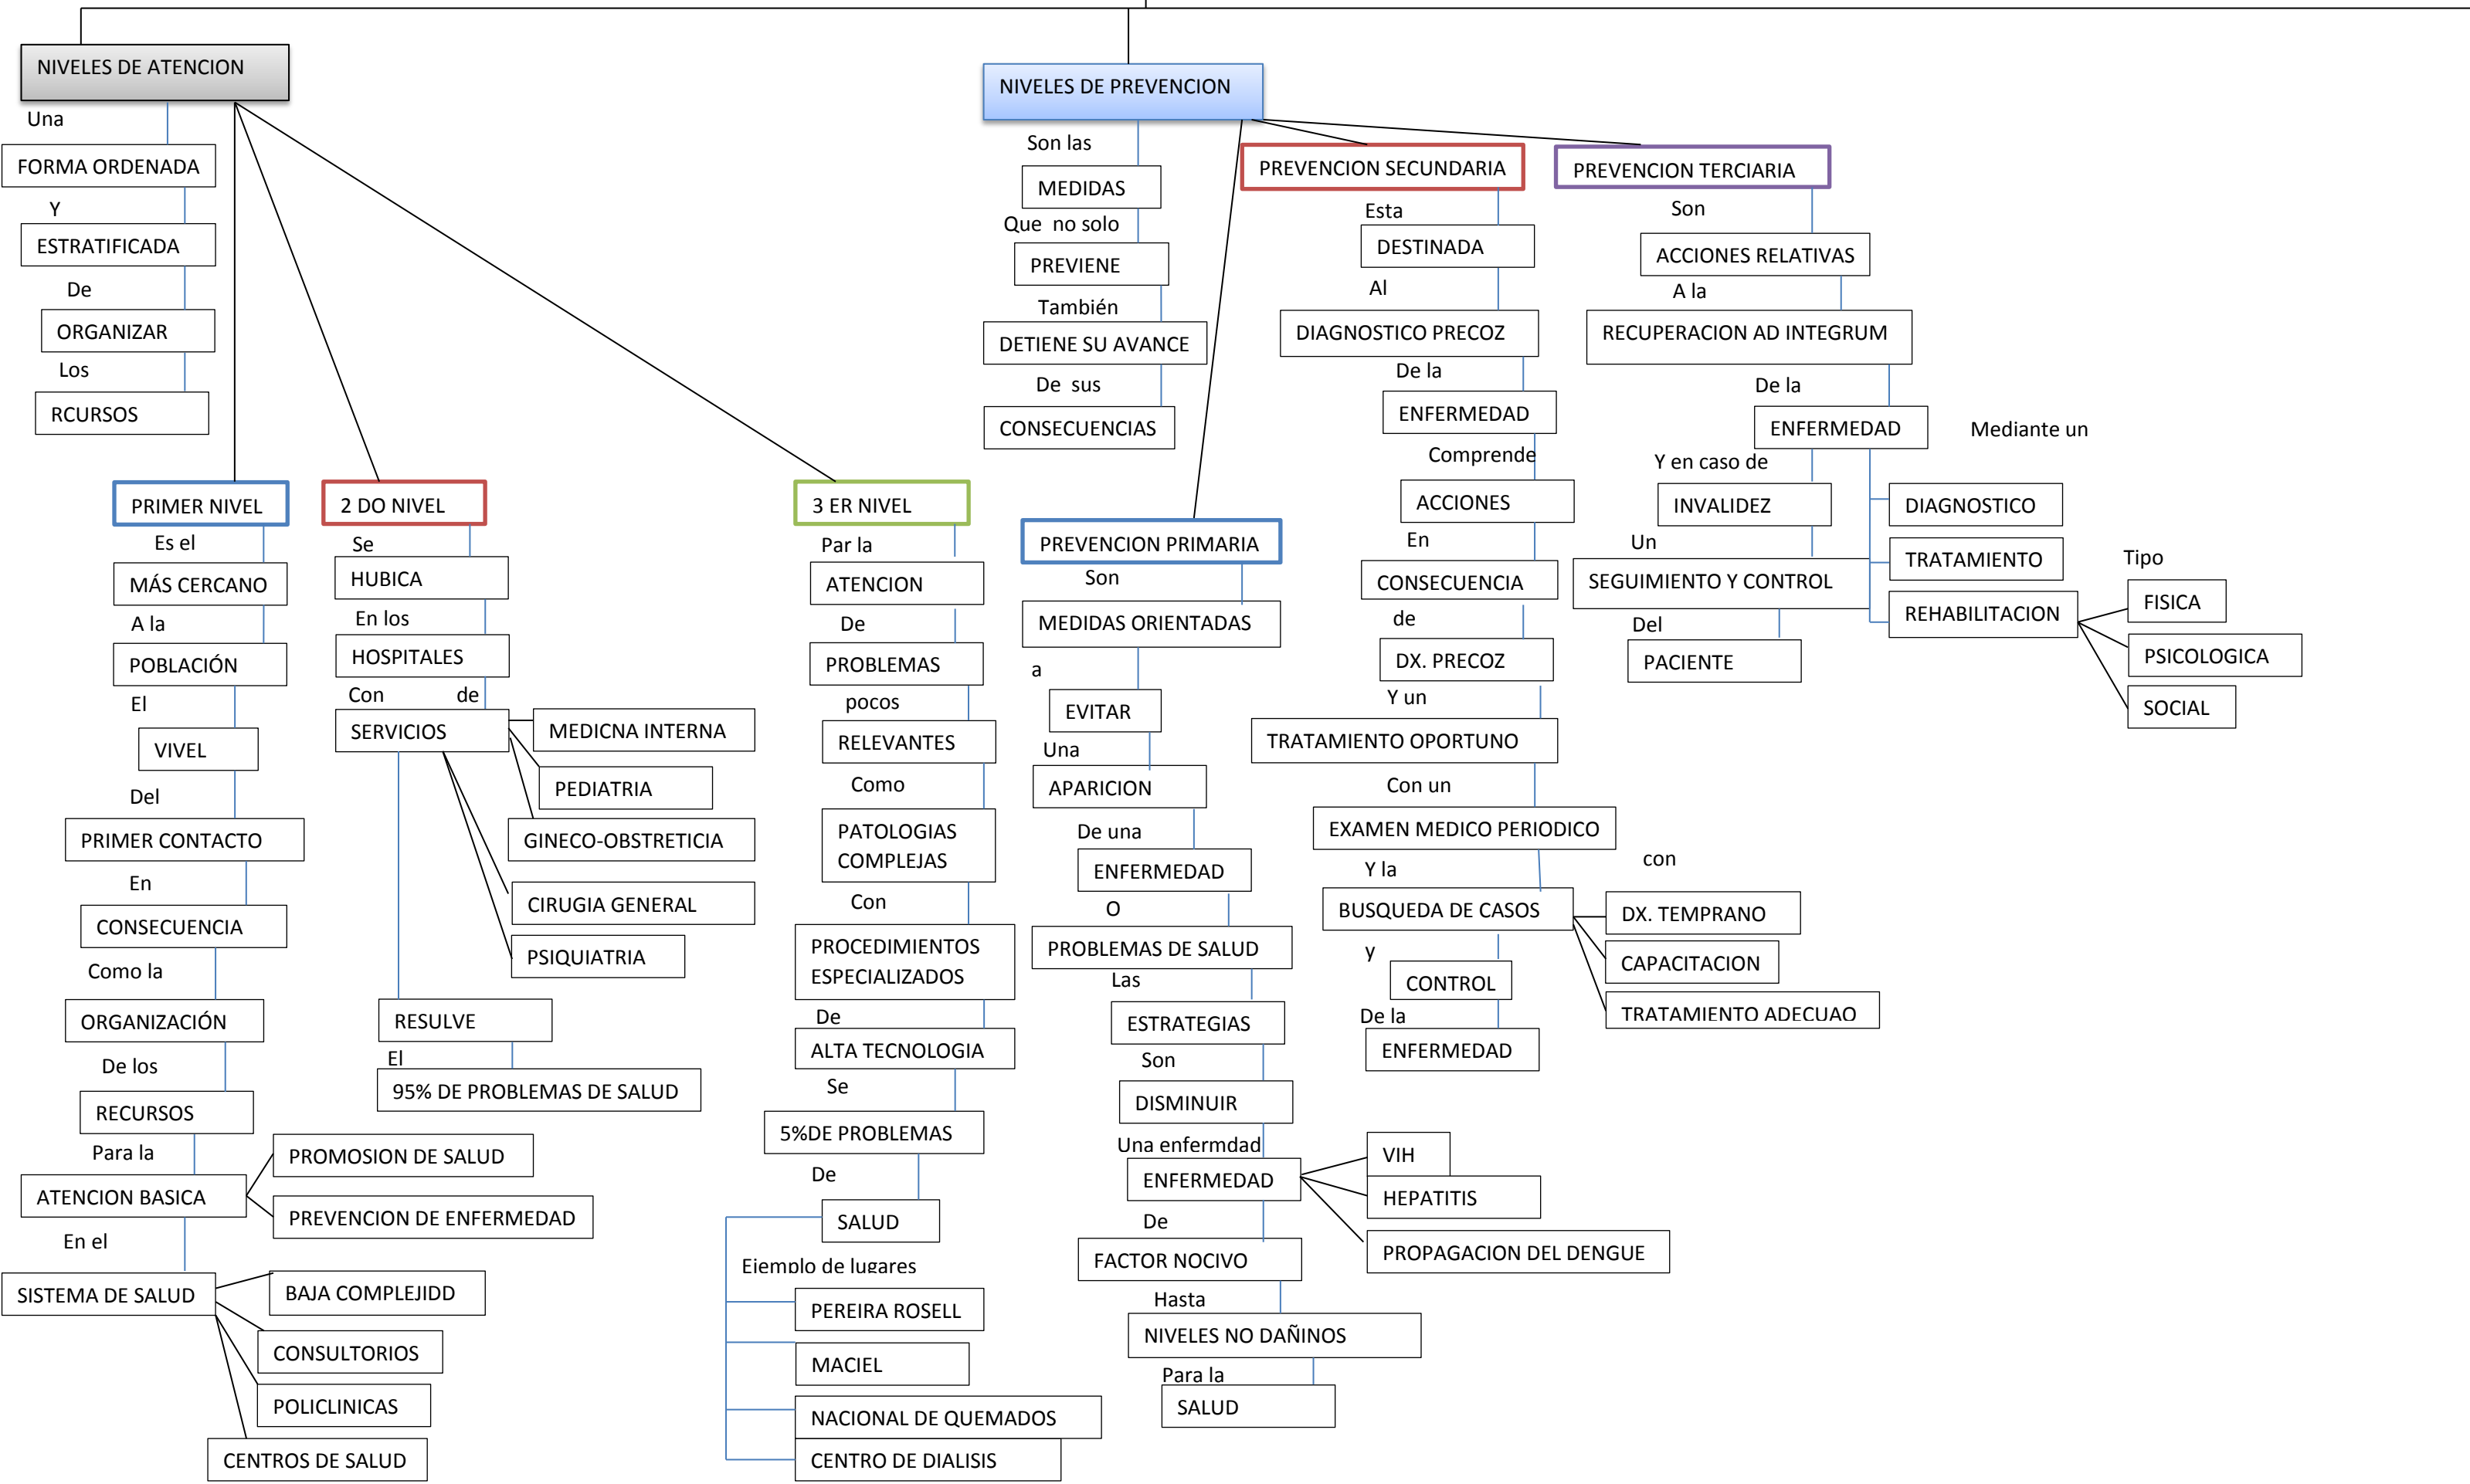 NIVELES DE ATENCION
Una
FORMA ORDENADA
Y
ESTRATIFICADA
De
ORGANIZAR
Los
RCURSOS
PRIMER NIVEL
Es el
MÁS CERCANO
A la
POBLACIÓN
El
VIVEL
Del
PRIMER CONTACTO
En
CONSECUENCIA
Como la
ORGANIZACIÓN
De los
RECURSOS
Para la
ATENCION BASICA
PROMOSION DE SALUD
PREVENCION DE ENFERMEDAD
En el
SISTEMA DE SALUD
BAJA COMPLEJIDD
CONSULTORIOS
POLICLINICAS
CENTROS DE SALUD
2 DO NIVEL
Se
HUBICA
En los
HOSPITALES
Con de
SERVICIOS
MEDICNA INTERNA
PEDIATRIA
GINECO-OBSTRETICIA
CIRUGIA GENERAL
PSIQUIATRIA
RESULVE
El
95% DE PROBLEMAS DE SALUD
3 ER NIVEL
Par la
ATENCION
De
PROBLEMAS
pocos
RELEVANTES
Como
PATOLOGIAS
COMPLEJAS
Con
PROCEDIMIENTOS
ESPECIALIZADOS
De
ALTA TECNOLOGIA
Se
5%DE PROBLEMAS
De
SALUD
Ejemplo de lugares
PEREIRA ROSELL
MACIEL
NACIONAL DE QUEMADOS
CENTRO DE DIALISIS
NIVELES DE PREVENCION
Son las
MEDIDAS
Que no solo
PREVIENE
También
DETIENE SU AVANCE
De sus
CONSECUENCIAS
PREVENCION PRIMARIA
Son
MEDIDAS ORIENTADAS
a
EVITAR
Una
APARICION
De una
ENFERMEDAD
O
PROBLEMAS DE SALUD
Las
ESTRATEGIAS
Son
DISMINUIR
Una enfermdad
ENFERMEDAD
VIH
HEPATITIS
PROPAGACION DEL DENGUE
De
FACTOR NOCIVO
Hasta
NIVELES NO DAÑINOS
Para la
SALUD
PREVENCION SECUNDARIA
Esta
DESTINADA
Al
DIAGNOSTICO PRECOZ
De la
ENFERMEDAD
Comprende
ACCIONES
En
CONSECUENCIA
de
DX. PRECOZ
Y un
TRATAMIENTO OPORTUNO
Con un
EXAMEN MEDICO PERIODICO
Y la
con
BUSQUEDA DE CASOS
DX. TEMPRANO
CAPACITACION
TRATAMIENTO ADECUAO
y
CONTROL
De la
ENFERMEDAD
PREVENCION TERCIARIA
Son
ACCIONES RELATIVAS
A la
RECUPERACION AD INTEGRUM
De la
ENFERMEDAD
Mediante un
Y en caso de
INVALIDEZ
Un
SEGUIMIENTO Y CONTROL
Del
PACIENTE
DIAGNOSTICO
TRATAMIENTO
REHABILITACION
Tipo
FISICA
PSICOLOGICA
SOCIAL